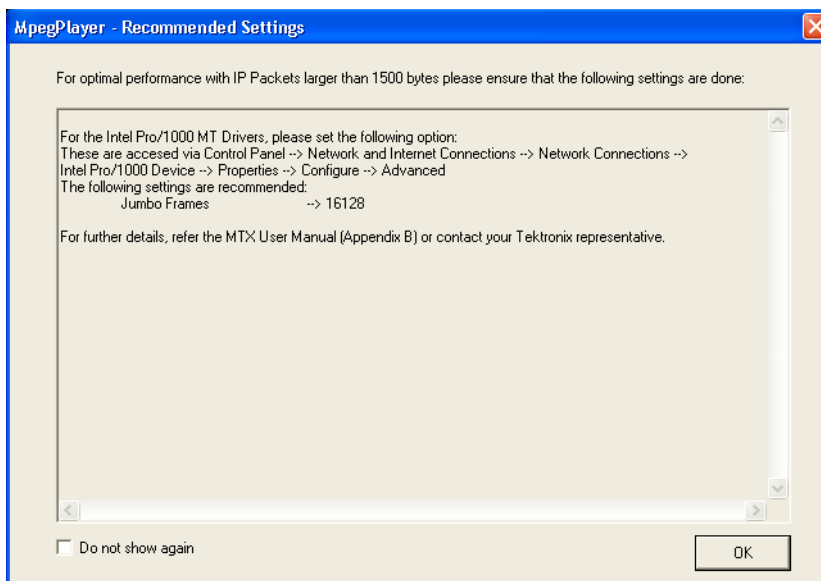 MpegPlayer - Recommended Settings
For optimal performance with IP Packets larger than 1500 bytes please ensure that the following settings are done:
For the Intel Pro/1000 MT Drivers, please set the following option:
These are accesed via Control Panel --> Network and Internet Connections --> Network Connections -->
Intel Pro/1000 Device --> Properties --> Configure --> Advanced
The following settings are recommended:
Jumbo Frames --> 16128
For further details, refer the MTX User Manual (Appendix B) or contact your Tektronix representative.
Do not show again
OK